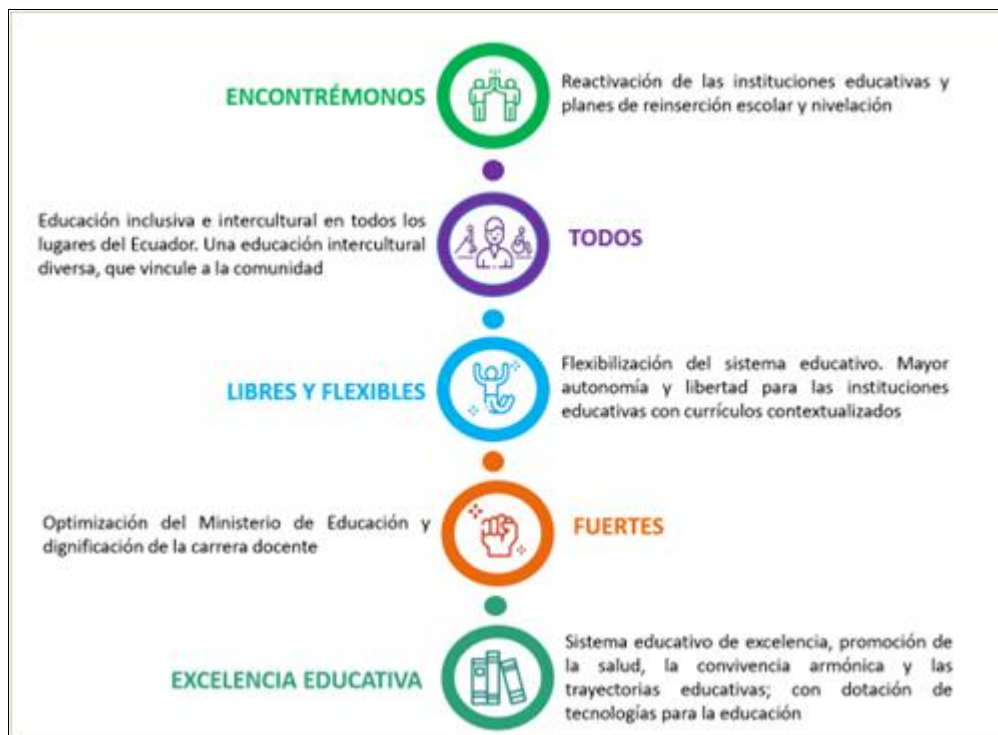 ENCONTRÉMONOS
Reactivación de las instituciones educativas y
planes de reinserción escolar y nivelación
Educación inclusiva e intercultural en todos los
lugares del Ecuador. Una educación intercultural
diversa, que vincule a la comunidad
TODOS
LIBRES Y FLEXIBLES
Flexibilización del sistema educativo. Mayor
autonomía y libertad para las instituciones
educativas con currículos contextualizados
Optimización del Ministerio de Educación y
dignificación de la carrera docente
FUERTES
EXCELENCIA EDUCATIVA
Sistema educativo de excelencia, promoción de
la salud, la convivencia armónica y las
trayectorias educativas; con dotación de
tecnologías para la educación